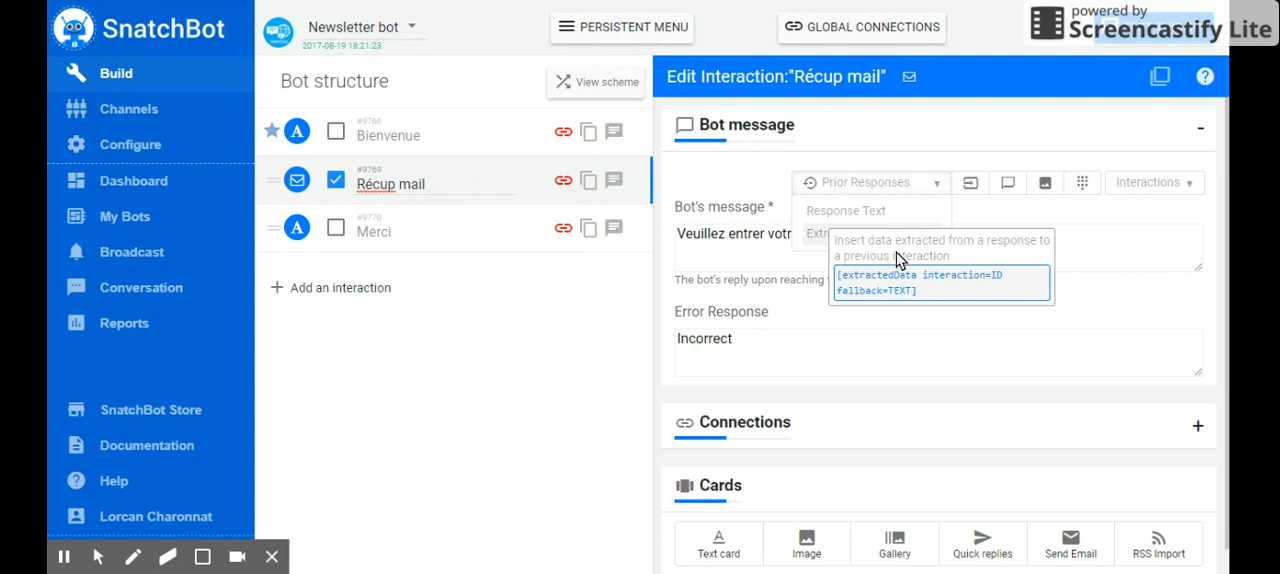 SnatchBot
Build
Channels
Configure
Dashboard
My Bots
Broadcast
Conversation
Reports
SnatchBot Store
Documentation
Help
Lorcan Charonnat
Newsletter bot
2017-08-19 18:21:23
PERSISTENT MENU
GLOBAL CONNECTIONS
powered by
Screencastify Lite
Bot structure
View scheme
#9766
A
Bienvenue
#9769
Récup mail
#9770
A
Merci
+ Add an interaction
Edit Interaction:"Récup mail"
?
Bot message
-
Prior Responses
Interactions
Response Text
Bot's message *
Veuillez entrer votr
Insert data extracted from a response to
a previous interaction
[extractedData interaction=ID
fallback=TEXT]
The bot's reply upon reaching
Error Response
Incorrect
Connections
+
Cards
A
Text card
Image
Gallery
Quick replies
Send Email
RSS Import